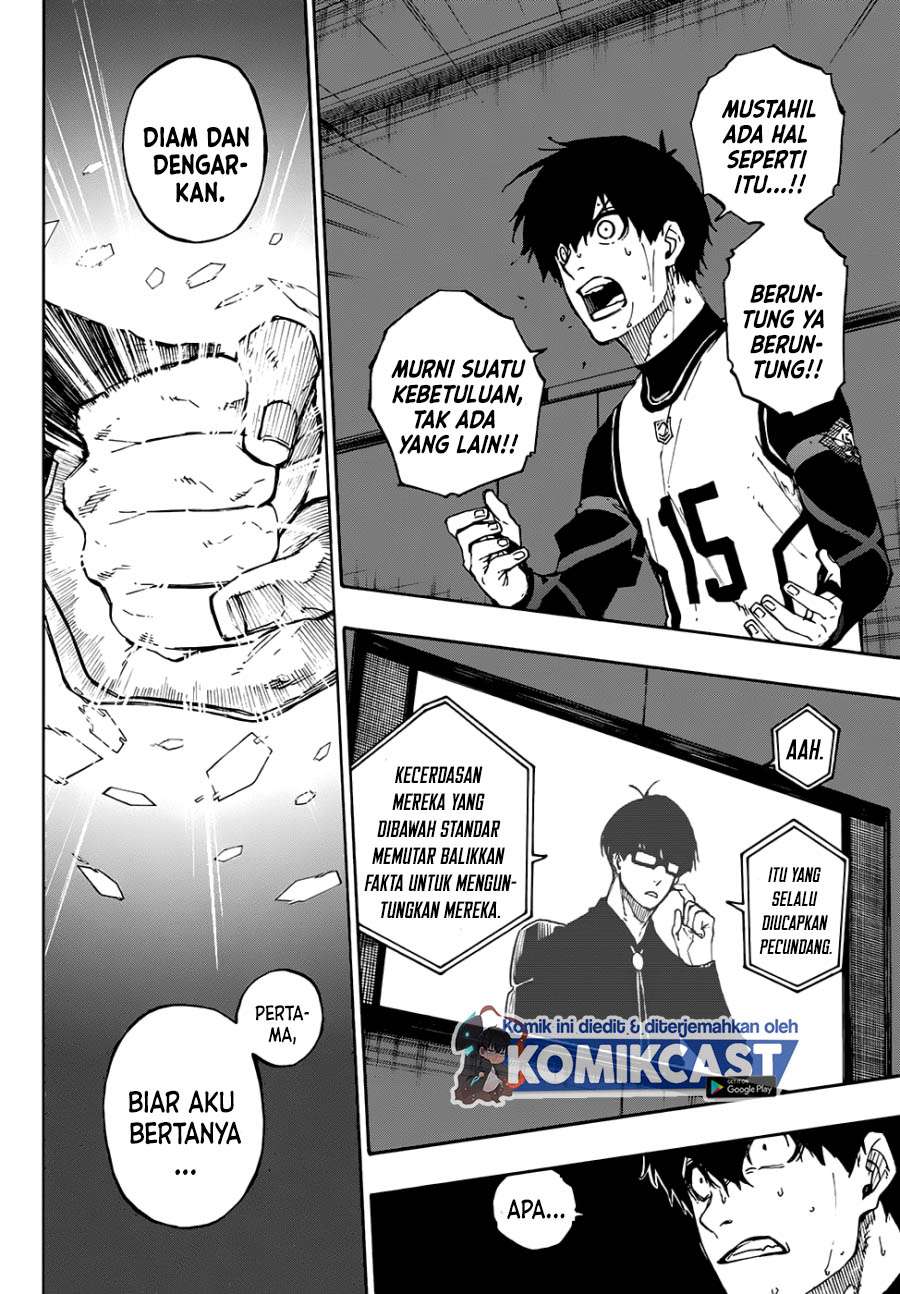 MUSTAHIL
ADA HAL
SEPERTI
ITU...!!
BERUN-
TUNG YA
BERUN-
TUNG!!
MURNI SUATU
KEBETULUAN,
TAK ADA
YANG LAIN!!
15
AAH.
ITU YANG
SELALU
DIUCAPKAN
PECUNDANG.
KECERDASAN
MEREKA YANG
DIBAWAH STANDAR
MEMUTAR BALIKKAN
FAKTA UNTUK MENGUN-
TUNGKAN MEREKA.
Komik ini diedit & diterjemahkan oleh
KOMIKCAST
GET IT ON
Google Play
APA...
DIAM DAN
DENGAR-
KAN.
PERTA-
MA,
BIAR AKU
BERTANYA
...